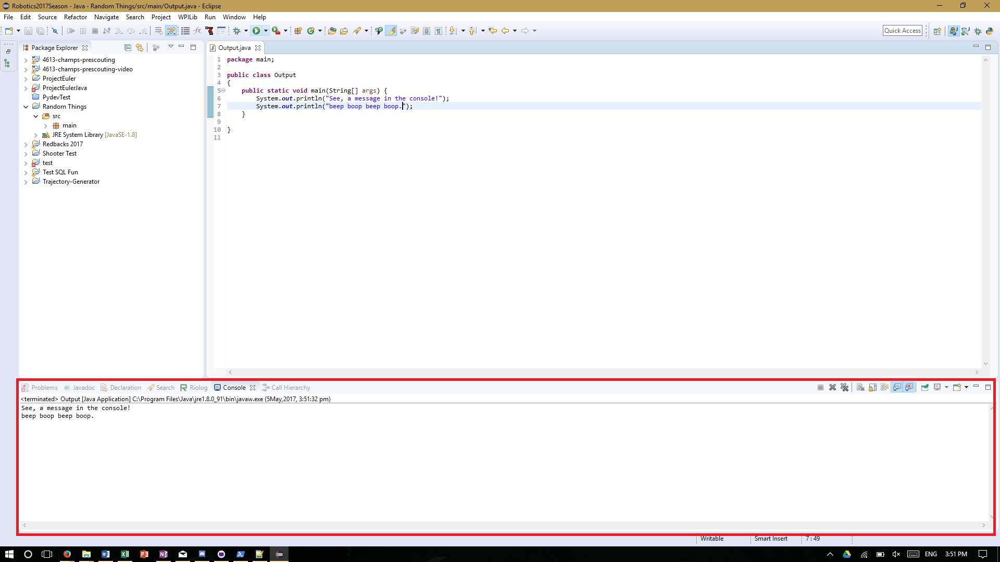 Robotics2017Season - Java - Random Things/src/main/Output.java - Eclipse
File Edit Source Refactor Navigate Search Project WPILib Run Window Help
Quick Access
Package Explorer
4613-champs-prescouting
4613-champs-prescouting-video
ProjectEuler
ProjectEulerJava
PydevTest
Random Things
src
main
JRE System Library [JavaSE-1.8]
Redbacks 2017
Shooter Test
test
Test SQL Fun
Trajectory-Generator
Output.java
1 package main;
2
3 public class Output
4 {
5 public static void main(String[] args) {
6 System.out.println("See, a message in the console!");
7 System.out.println("beep boop beep boop.");
8 }
9
10 }
11
Problems @ Javadoc Declaration Search Riolog Console Call Hierarchy
<terminated> Output [Java Application] C:\Program Files\Java\jre1.8.0_91\bin\javaw.exe (5May,2017, 3:51:32 pm)
See, a message in the console!
beep boop beep boop.
Writable Smart Insert 7 : 49
ENG 3:51 PM